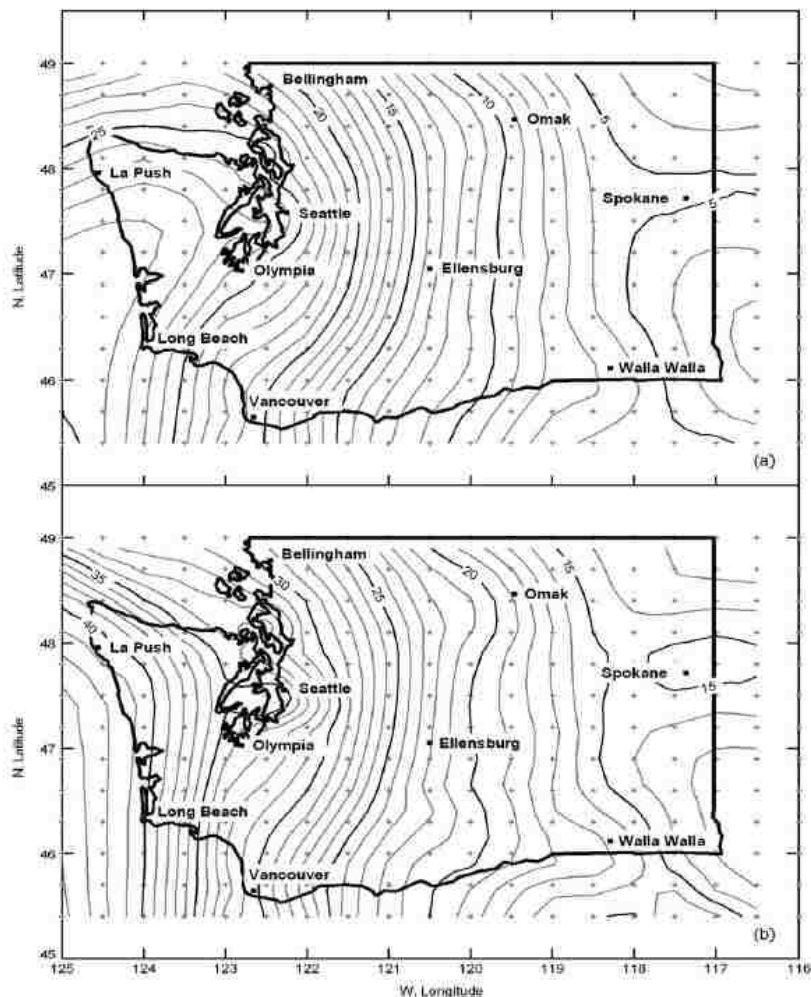 49
Bellingham
20
15
10
Omak
5
25
48
La Push
Spokane
5
Seattle
N. Latitude
47
Olympia
Ellensburg
Long Beach
46
Walla Walla
Vancouver
(a)
45
49
Bellingham
35
30
25
20
15
Omak
48
40
La Push
Spokane
15
Seattle
N. Latitude
47
Olympia
Ellensburg
Long Beach
46
Walla Walla
Vancouver
(b)
45
125 124 123 122 121 120 119 118 117 116
W. Longitude